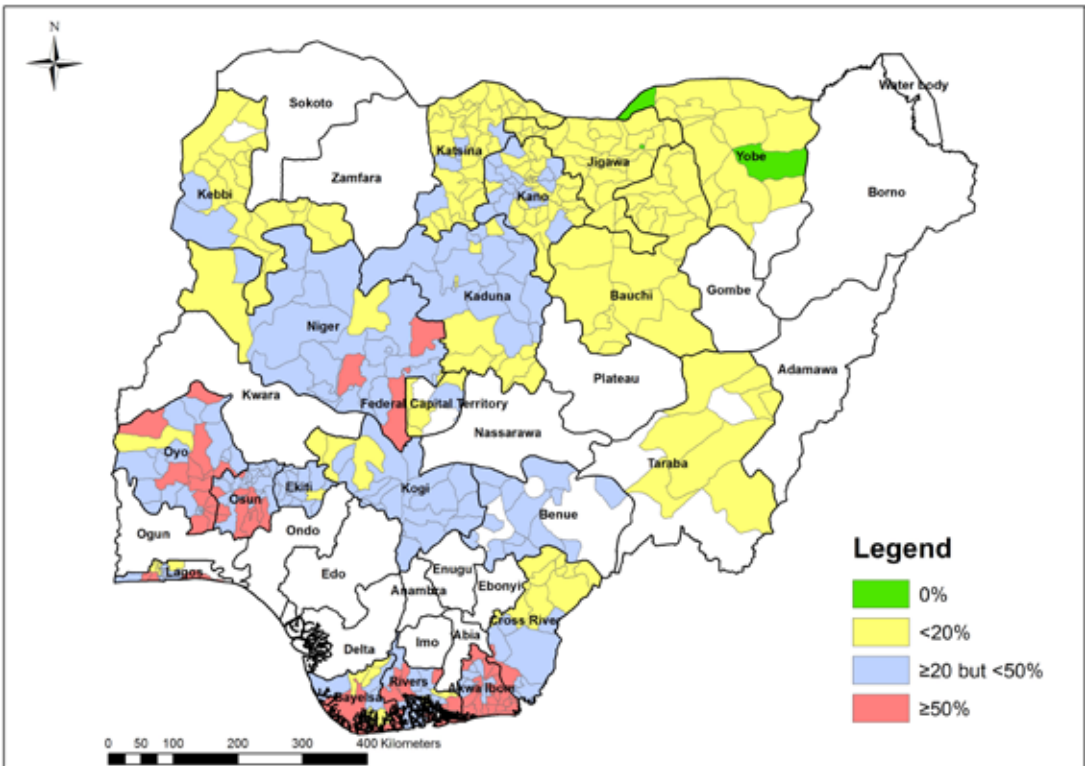 N
Water body
Sokoto
Katsina
Jigawa
Yobe
Zamfara
Kano
Borno
Kebbi
Gombe
Kaduna
Bauchi
Niger
Adamawa
Plateau
Kwara
Federal Capital Territory
Nassarawa
Oyo
Taraba
Kogi
Osun
Ekiti
Benue
Ogun
Ondo
Legend
Enugu
Lagos
Edo
Anambra
Ebonyi
0%
Cross River
<20%
Delta
Imo
Abia
≥20 but <50%
Rivers
Akwa Ibom
Bayelsa
≥50%
0 50 100 200 300 400 Kilometers